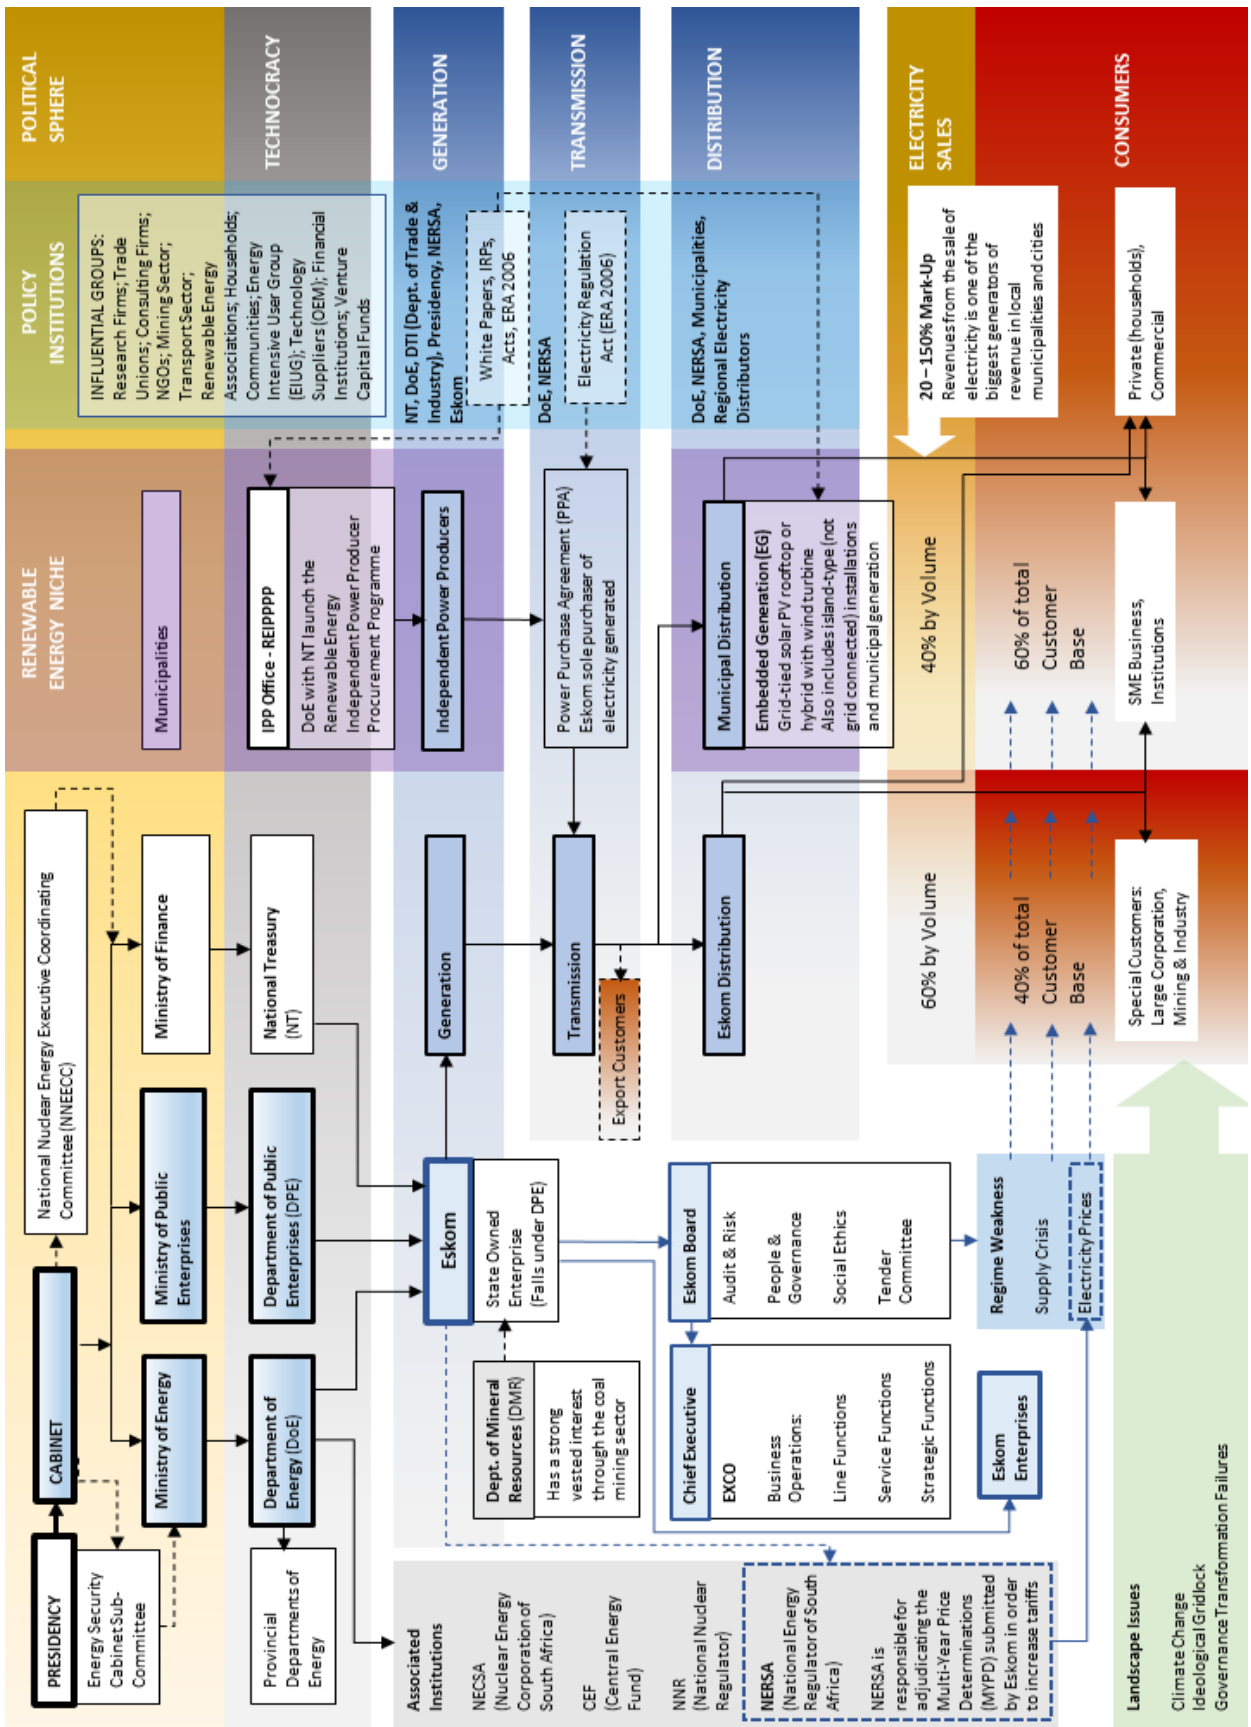 PRESIDENCY
Energy Security
Cabinet Sub-
Committee
CABINET
National Nuclear Energy Executive Coordinating
Committee (NNEECC)
Ministry of Energy
Ministry of Public
Enterprises
Ministry of Finance
Municipalities
RENEWABLE
ENERGY NICHE
POLICY
INSTITUTIONS
POLITICAL
SPHERE
INFLUENTIAL GROUPS:
Research Firms; Trade
Unions; Consulting Firms;
NGOs; Mining Sector;
Transport Sector;
Renewable Energy
Associations; Households;
Communities; Energy
Intensive User Group
(EIUG); Technology
Suppliers (OEM); Financial
Institutions; Venture
Capital Funds
Provincial
Departments of
Energy
Department of
Energy (DoE)
Department of Public
Enterprises (DPE)
National Treasury
(NT)
IPP Office - REIPPPP
DoE with NT launch the
Renewable Energy
Independent Power Producer
Procurement Programme
TECHNOCRACY
Associated
Institutions
NECSA
(Nuclear Energy
Corporation of
South Africa)
CEF
(Central Energy
Fund)
NNR
(National Nuclear
Regulator)
NERSA
(National Energy
Regulator of South
Africa)
NERSA is
responsible for
adjudicating the
Multi-Year Price
Determinations
(MYPD) submitted
by Eskom in order
to increase tariffs
Eskom
State Owned
Enterprise
(Falls under DPE)
Dept. of Mineral
Resources (DMR)
Has a strong
vested interest
through the coal
mining sector
Generation
Independent Power Producers
NT, DoE, DTI (Dept. of Trade &
Industry), Presidency, NERSA,
Eskom
White Papers, IRPs,
Acts, ERA 2006
GENERATION
Export Customers
Transmission
Power Purchase Agreement (PPA)
Eskom sole purchaser of
electricity generated
DoE, NERSA
Electricity Regulation
Act (ERA 2006)
TRANSMISSION
Chief Executive
EXCO
Business
Operations:
Line Functions
Service Functions
Strategic Functions
Eskom Board
Audit & Risk
People &
Governance
Social Ethics
Tender
Committee
Eskom Distribution
Municipal Distribution
Embedded Generation (EG)
Grid-tied solar PV rooftop or
hybrid with wind turbine
Also includes island-type (not
grid connected) installations
and municipal generation
DoE, NERSA, Municipalities,
Regional Electricity
Distributors
DISTRIBUTION
Eskom
Enterprises
Regime Weakness
Supply Crisis
Electricity Prices
60% by Volume
40% by Volume
20 – 150% Mark-Up
Revenues from the sale of
electricity is one of the
biggest generators of
revenue in local
municipalities and cities
ELECTRICITY
SALES
40% of total
Customer
Base
60% of total
Customer
Base
Special Customers:
Large Corporation,
Mining & Industry
SME Business,
Institutions
Private (households),
Commercial
CONSUMERS
Landscape Issues
Climate Change
Ideological Gridlock
Governance Transformation Failures